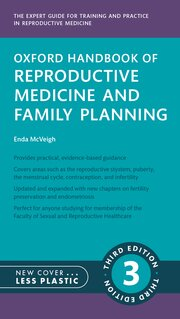 THE EXPERT GUIDE FOR TRAINING AND PRACTICE
IN REPRODUCTIVE MEDICINE
OXFORD HANDBOOK OF
REPRODUCTIVE
MEDICINE AND
FAMILY PLANNING
Enda McVeigh
Provides practical, evidence-based guidance
Covers areas such as the reproductive system, puberty,
the menstrual cycle, contraception, and infertility
Updated and expanded with new chapters on fertility
preservation and endometriosis
Perfect for anyone studying for membership of the
Faculty of Sexual and Reproductive Healthcare
NEW COVER ...
LESS PLASTIC
THIRD EDITION
3
THIRD EDITION